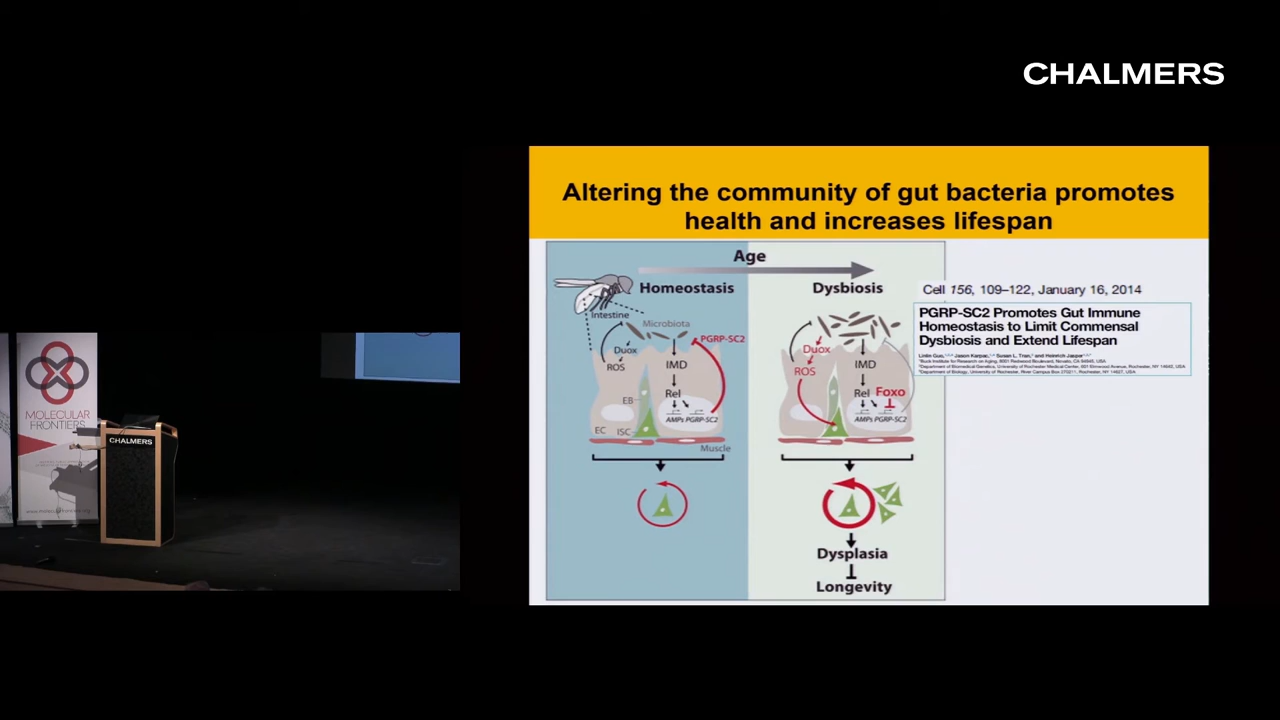 CHALMERS
Altering the community of gut bacteria promotes
health and increases lifespan
Age
Homeostasis
Dysbiosis
Intestine
Microbiota
PGRP-SC2
Duox
ROS
IMD
Rel
EB
AMPs PGRP-SC2
EC
ISC
Muscle
Duox
ROS
IMD
Rel
Foxo
AMPs PGRP-SC2
Dysplasia
Longevity
Cell 156, 109–122, January 16, 2014
PGRP-SC2 Promotes Gut Immune
Homeostasis to Limit Commensal
Dysbiosis and Extend Lifespan
MOLECULAR
FRONTIERS
CHALMERS